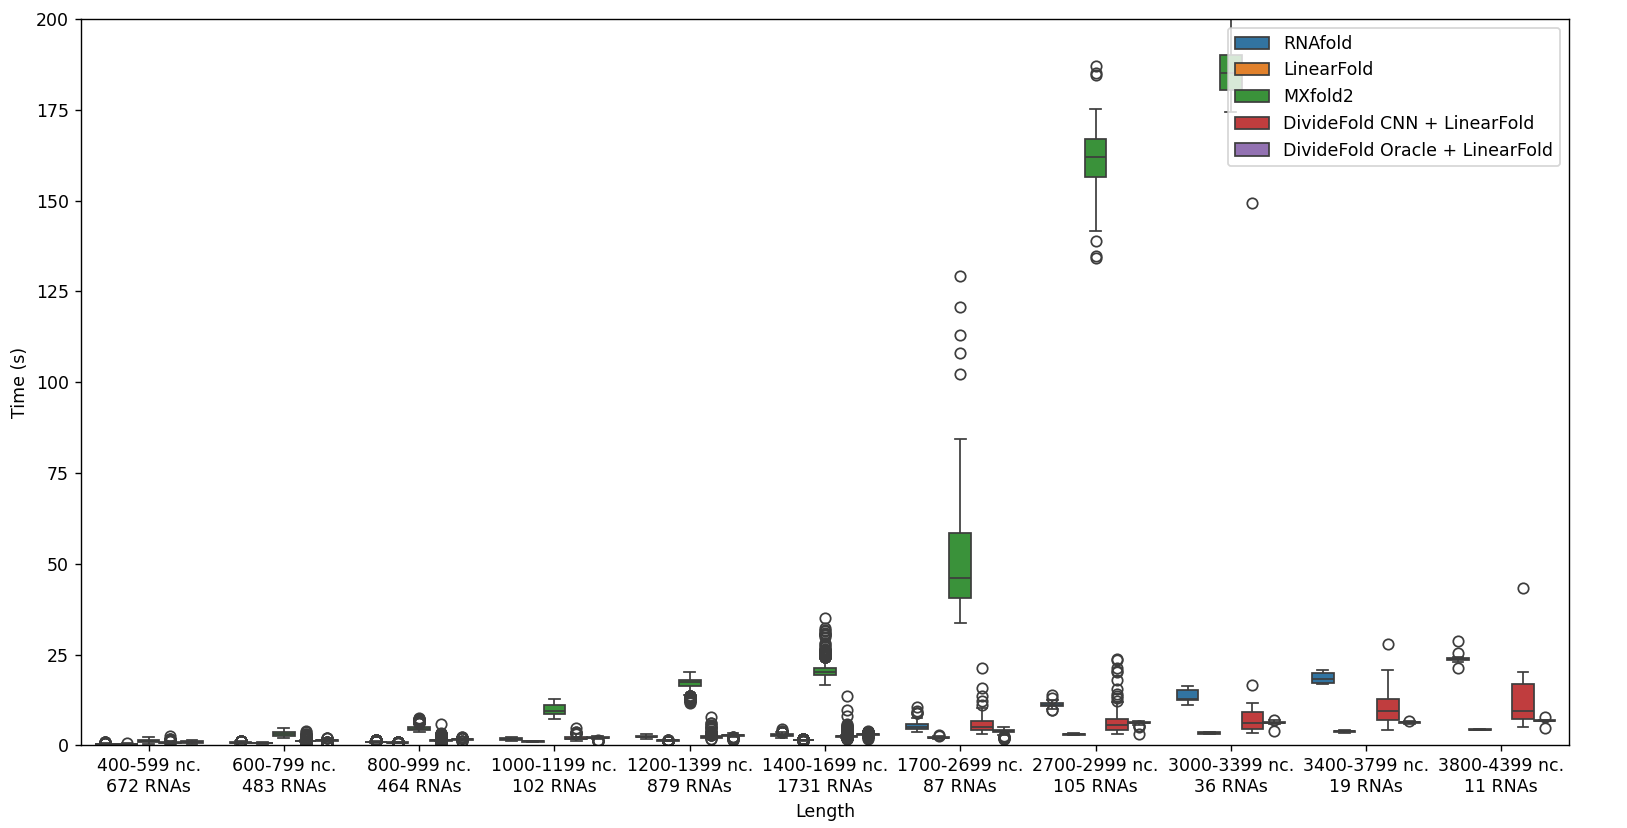 200
175
150
125
100
75
50
25
0
Time (s)
RNAfold
LinearFold
MXfold2
DivideFold CNN + LinearFold
DivideFold Oracle + LinearFold
400-599 nc. 600-799 nc. 800-999 nc. 1000-1199 nc. 1200-1399 nc. 1400-1699 nc. 1700-2699 nc. 2700-2999 nc. 3000-3399 nc. 3400-3799 nc. 3800-4399 nc.
672 RNAs 483 RNAs 464 RNAs 102 RNAs 879 RNAs 1731 RNAs 87 RNAs 105 RNAs 36 RNAs 19 RNAs 11 RNAs
Length